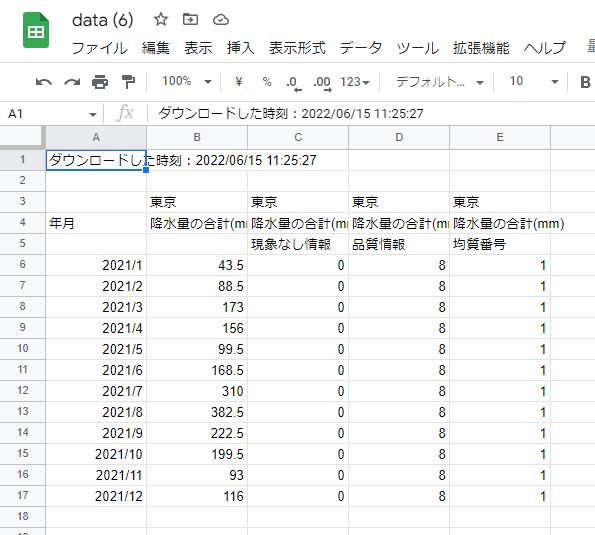 data (6)
ファイル 編集 表示 挿入 表示形式 データ ツール 拡張機能 ヘルプ
100% ¥ % .0 .00 123 デフォルト... 10 B
A1 fx ダウンロードした時刻：2022/06/15 11:25:27
A B C D E
1 ダウンロードした時刻：2022/06/15 11:25:27
2
3 東京 東京 東京 東京
4 年月 降水量の合計(mm 降水量の合計(mm 降水量の合計(mm 降水量の合計(mm)
5 現象なし情報 品質情報 均質番号
6 2021/1 43.5 0 8 1
7 2021/2 88.5 0 8 1
8 2021/3 173 0 8 1
9 2021/4 156 0 8 1
10 2021/5 99.5 0 8 1
11 2021/6 168.5 0 8 1
12 2021/7 310 0 8 1
13 2021/8 382.5 0 8 1
14 2021/9 222.5 0 8 1
15 2021/10 199.5 0 8 1
16 2021/11 93 0 8 1
17 2021/12 116 0 8 1
18